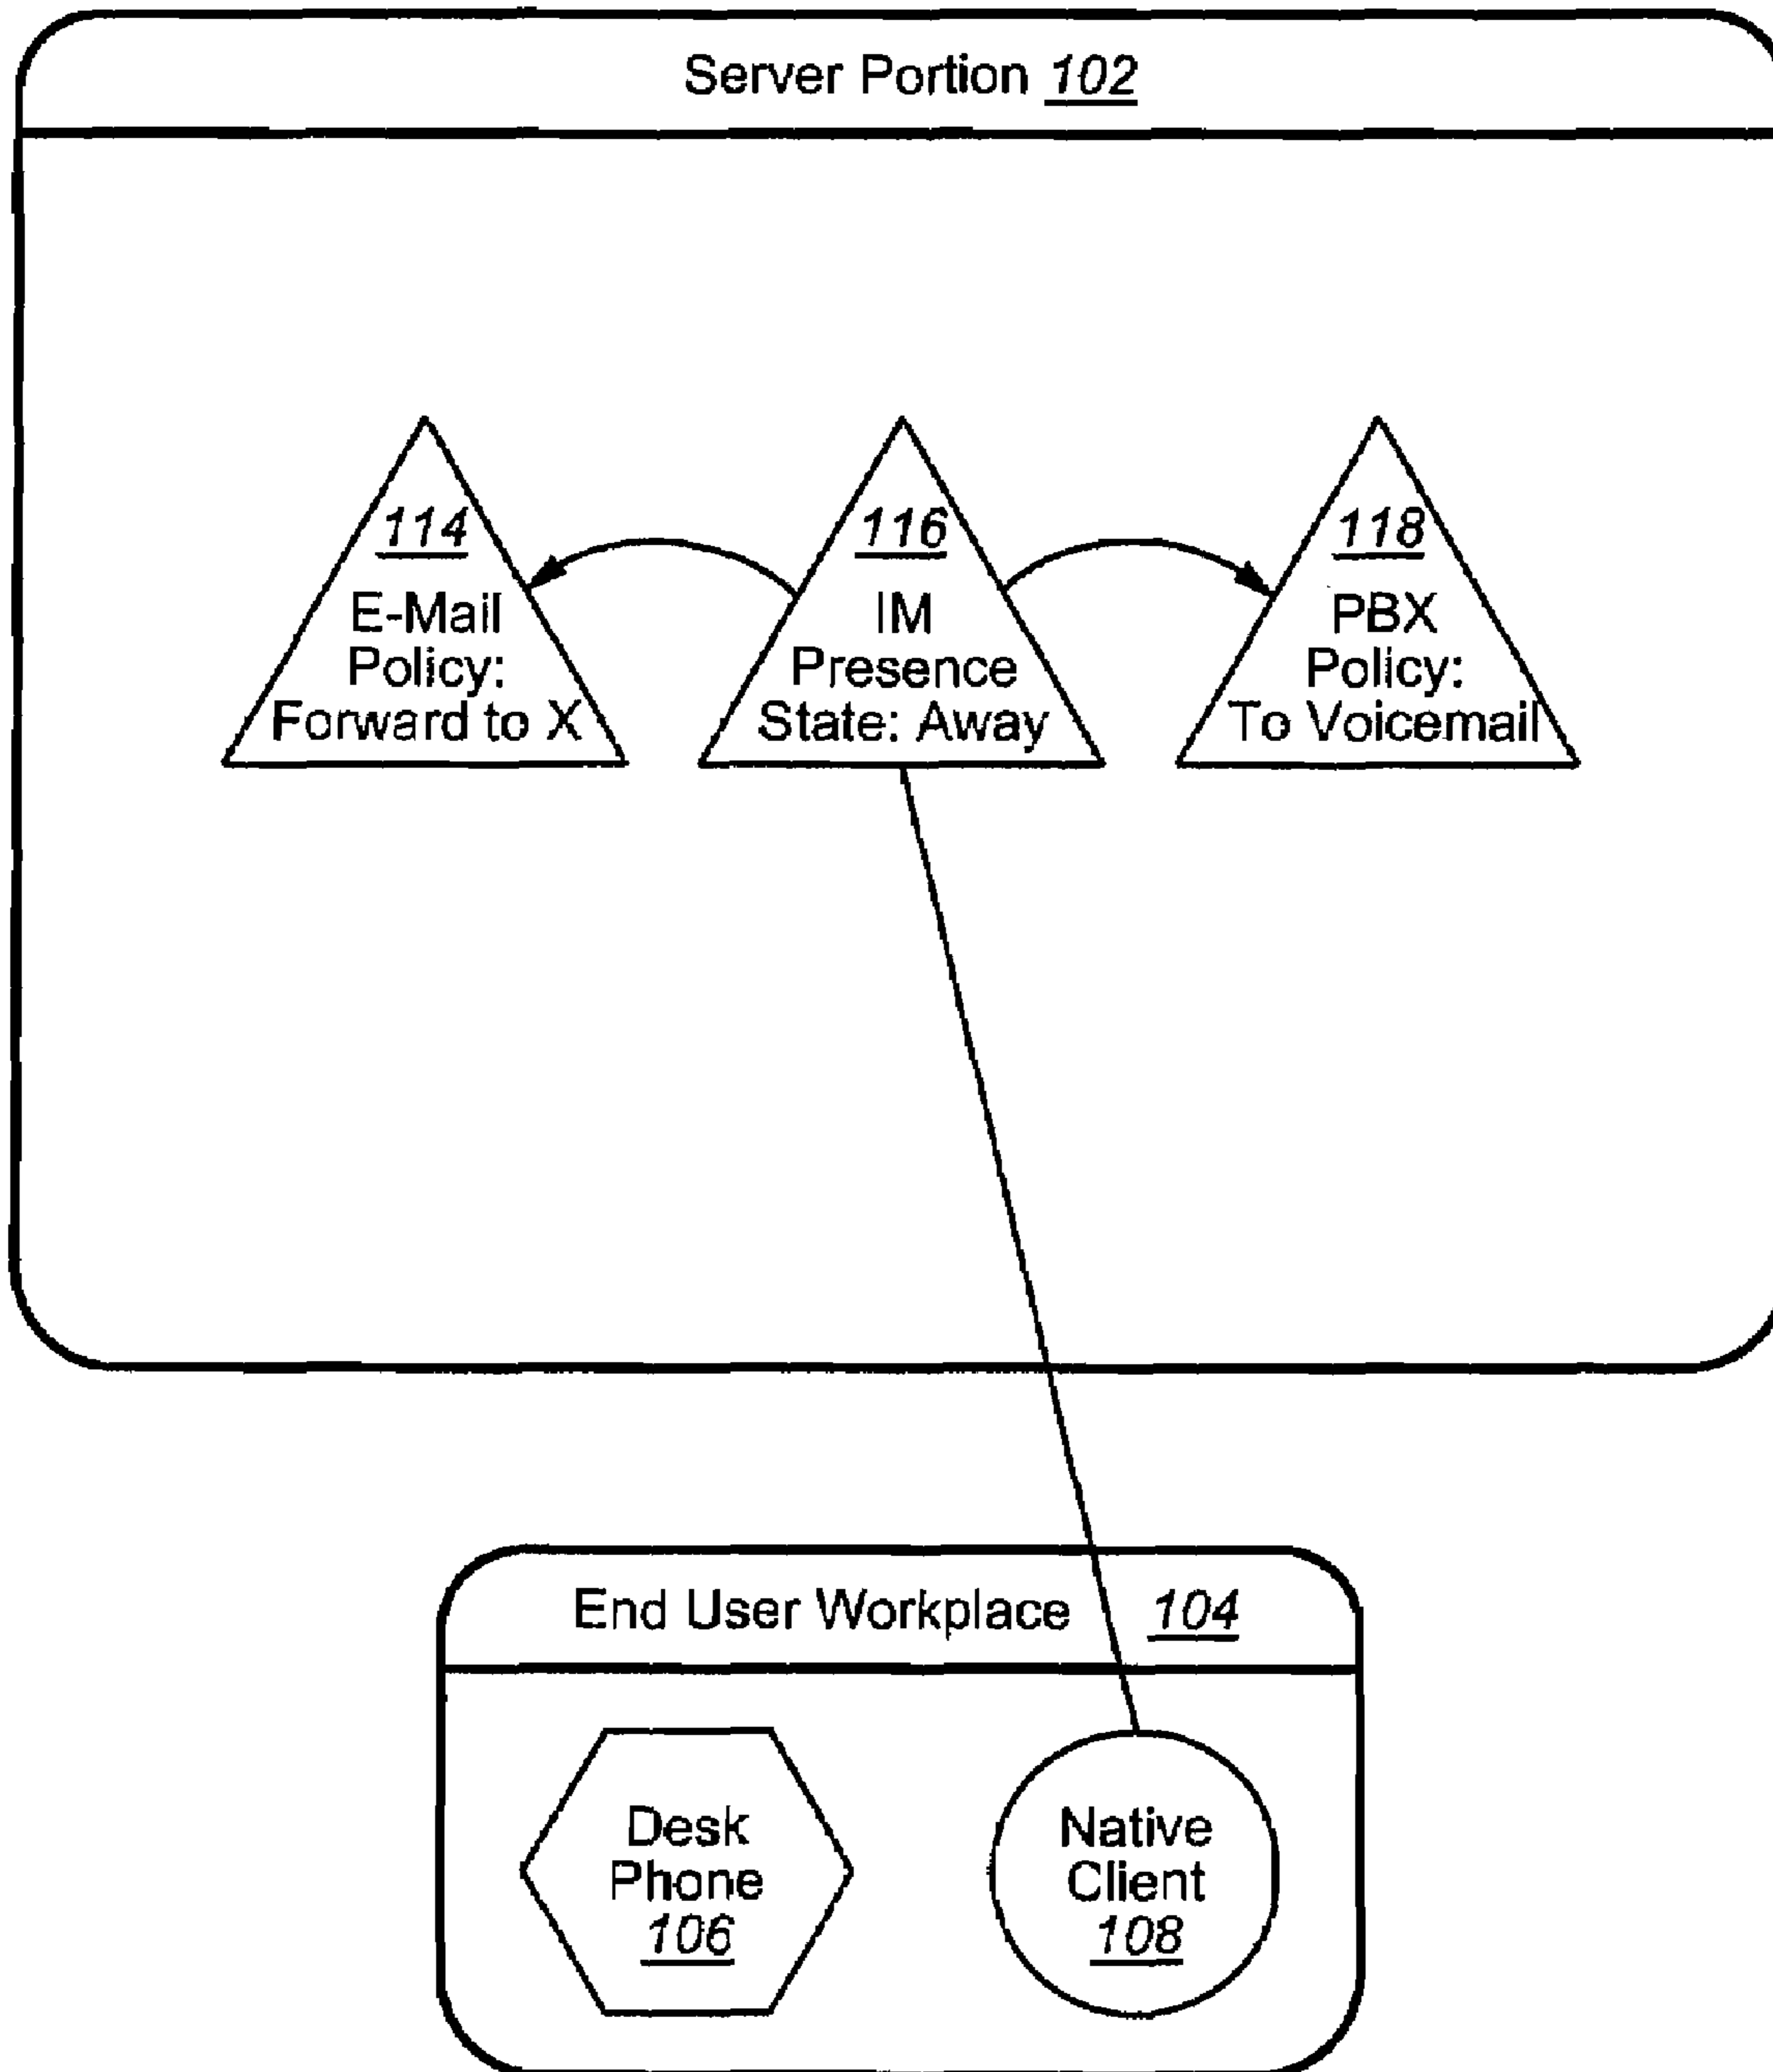 Server Portion 102
114
E-Mail
Policy:
Forward to X
116
IM
Presence
State: Away
118
PBX
Policy:
To Voicemail
End User Workplace 104
Desk
Phone
106
Native
Client
108